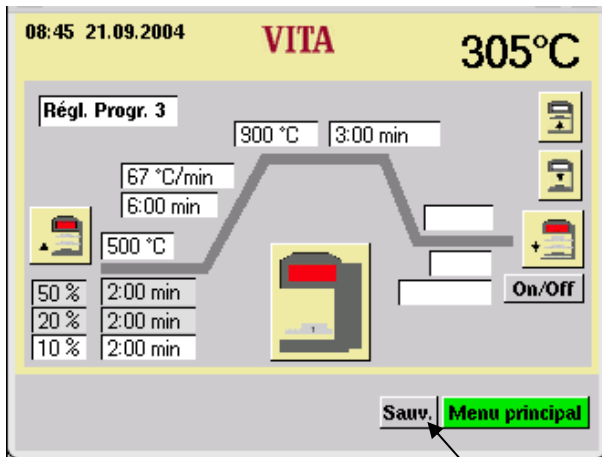 08:45 21.09.2004
VITA
305°C
Régl. Progr. 3
900 °C
3:00 min
67 °C/min
6:00 min
500 °C
50 %
2:00 min
20 %
2:00 min
10 %
2:00 min
On/Off
Sauv.
Menu principal